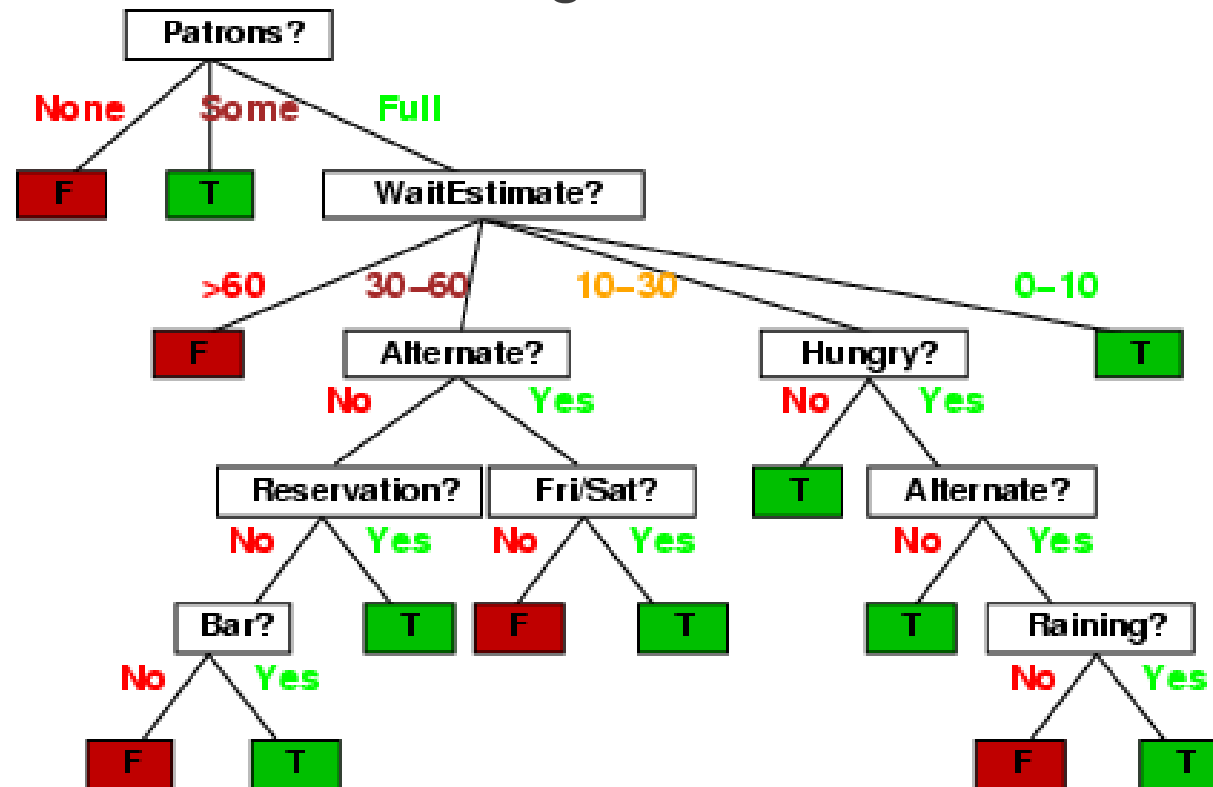 Patrons?
None Some Full
F T WaitEstimate?
>60 30–60 10–30 0–10
F Alternate? Hungry? T
No Yes No Yes
Reservation? Fri/Sat? T Alternate?
No Yes No Yes No Yes
Bar? T F T T Raining?
No Yes No Yes
F T F T